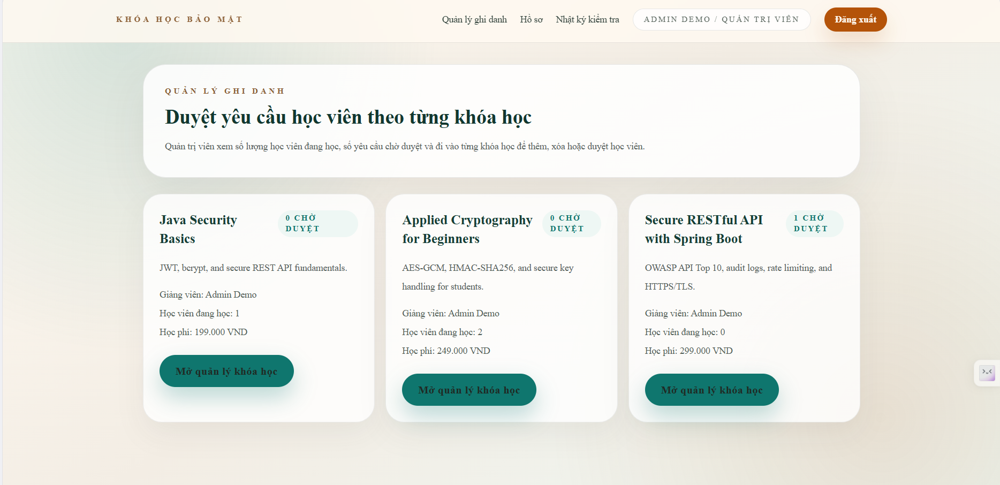 KHÓA HỌC BẢO MẬT
Quản lý ghi danh
Hồ sơ
Nhật ký kiểm tra
ADMIN DEMO / QUẢN TRỊ VIÊN
Đăng xuất
QUẢN LÝ GHI DANH
Duyệt yêu cầu học viên theo từng khóa học
Quản trị viên xem số lượng học viên đang học, số yêu cầu chờ duyệt và đi vào từng khóa học để thêm, xóa hoặc duyệt học viên.
Java Security
Basics
0 CHỜ
DUYỆT
JWT, bcrypt, and secure REST API fundamentals.
Giảng viên: Admin Demo
Học viên đang học: 1
Học phí: 199.000 VND
Mở quản lý khóa học
Applied Cryptography
for Beginners
0 CHỜ
DUYỆT
AES-GCM, HMAC-SHA256, and secure key
handling for students.
Giảng viên: Admin Demo
Học viên đang học: 2
Học phí: 249.000 VND
Mở quản lý khóa học
Secure RESTful API
with Spring Boot
1 CHỜ
DUYỆT
OWASP API Top 10, audit logs, rate limiting, and
HTTPS/TLS.
Giảng viên: Admin Demo
Học viên đang học: 0
Học phí: 299.000 VND
Mở quản lý khóa học